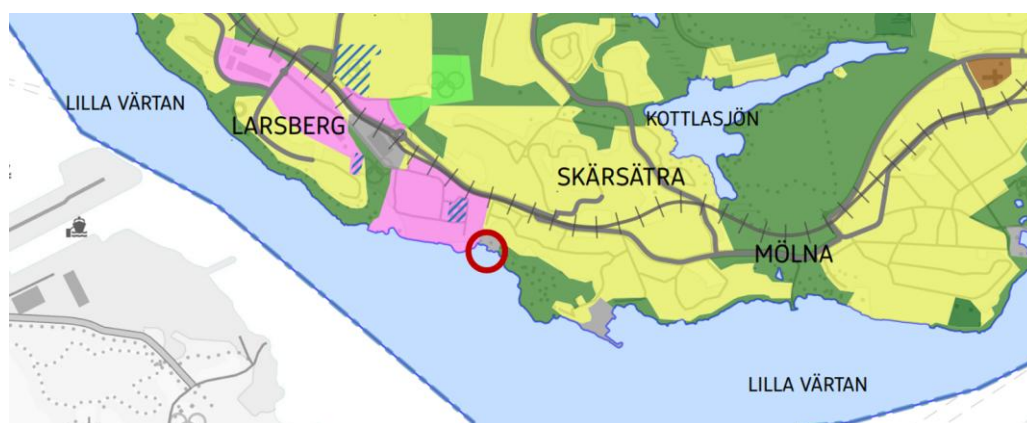 LILLA VÄRTAN
LARSBERG
KOTTLASJÖN
SKÄRSÄTRA
MÖLNA
LILLA VÄRTAN